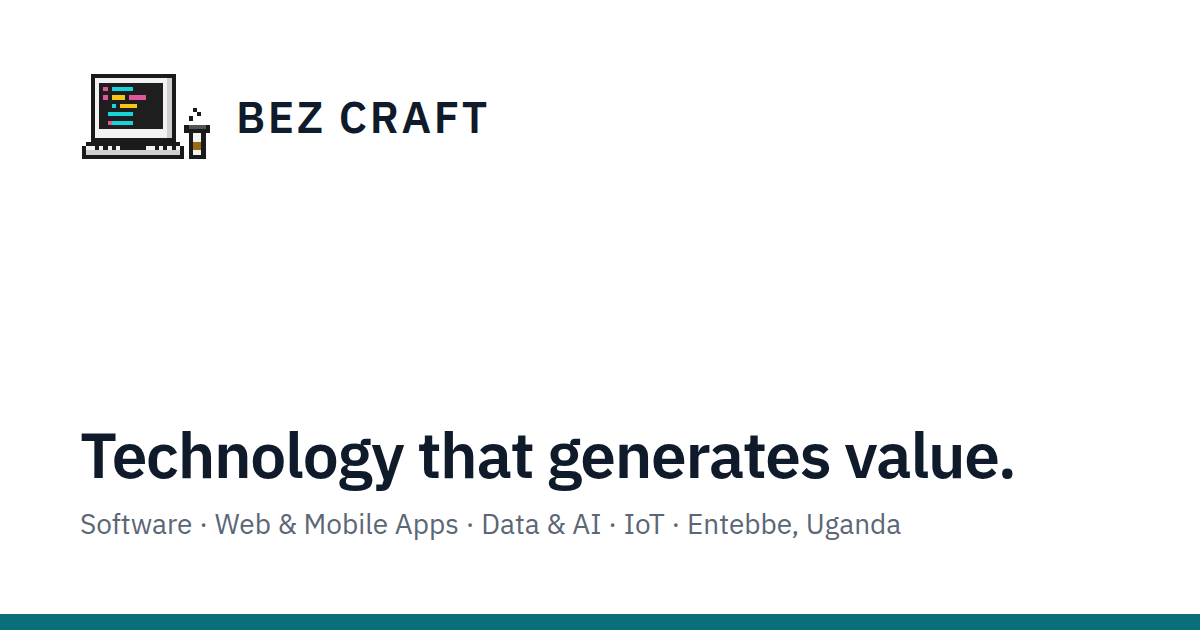 BEZ CRAFT
Technology that generates value.
Software · Web & Mobile Apps · Data & AI · IoT · Entebbe, Uganda